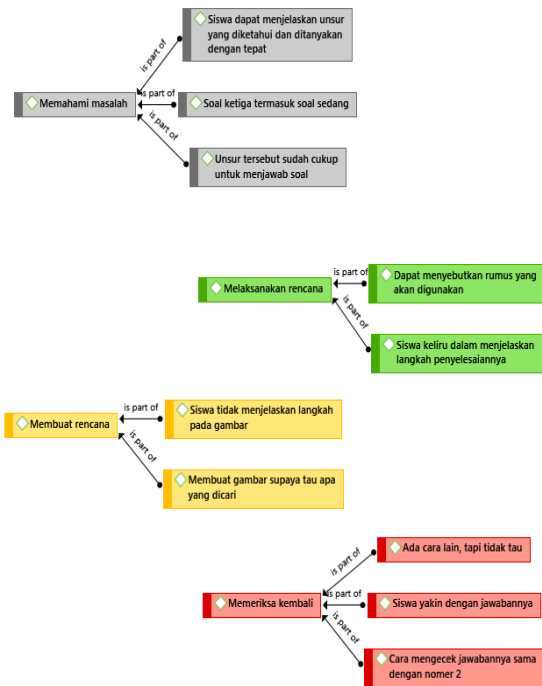 Siswa dapat menjelaskan unsur
yang diketahui dan ditanyakan
dengan tepat
is part of
Memahami masalah
is part of
Soal ketiga termasuk soal sedang
is part of
Unsur tersebut sudah cukup
untuk menjawab soal
Melaksanakan rencana
is part of
Dapat menyebutkan rumus yang
akan digunakan
is part of
Siswa keliru dalam menjelaskan
langkah penyelesaiannya
Membuat rencana
is part of
Siswa tidak menjelaskan langkah
pada gambar
is part of
Membuat gambar supaya tau apa
yang dicari
Ada cara lain, tapi tidak tau
is part of
Memeriksa kembali
is part of
Siswa yakin dengan jawabannya
is part of
Cara mengecek jawabannya sama
dengan nomer 2